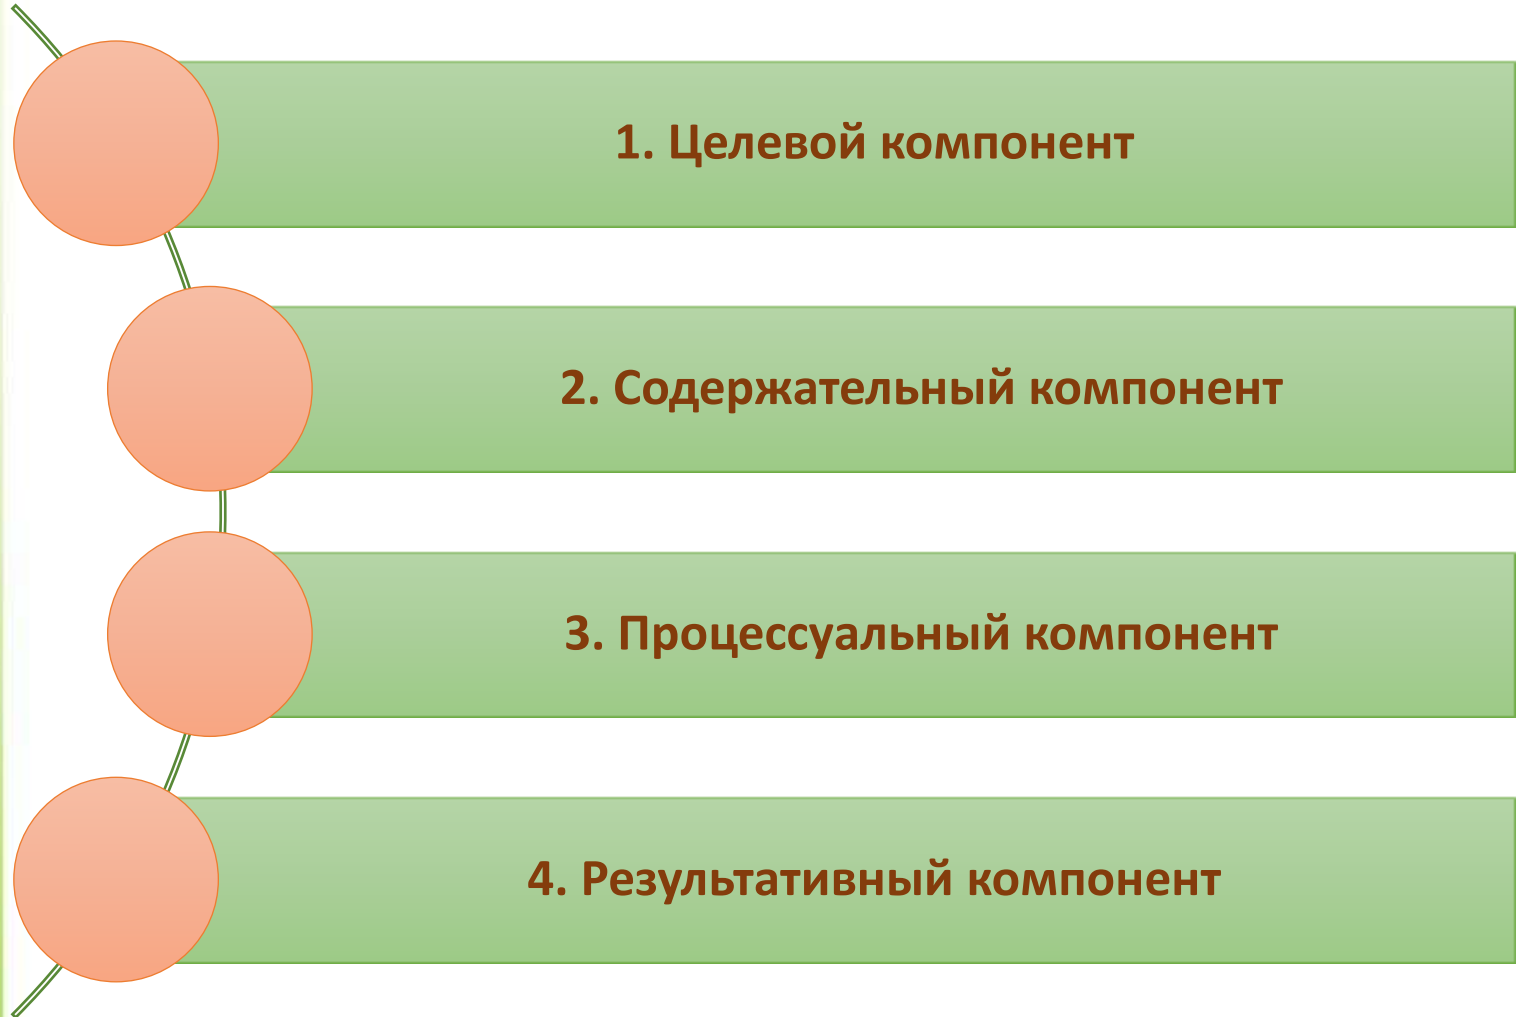 1. Целевой компонент
2. Содержательный компонент
3. Процессуальный компонент
4. Результативный компонент